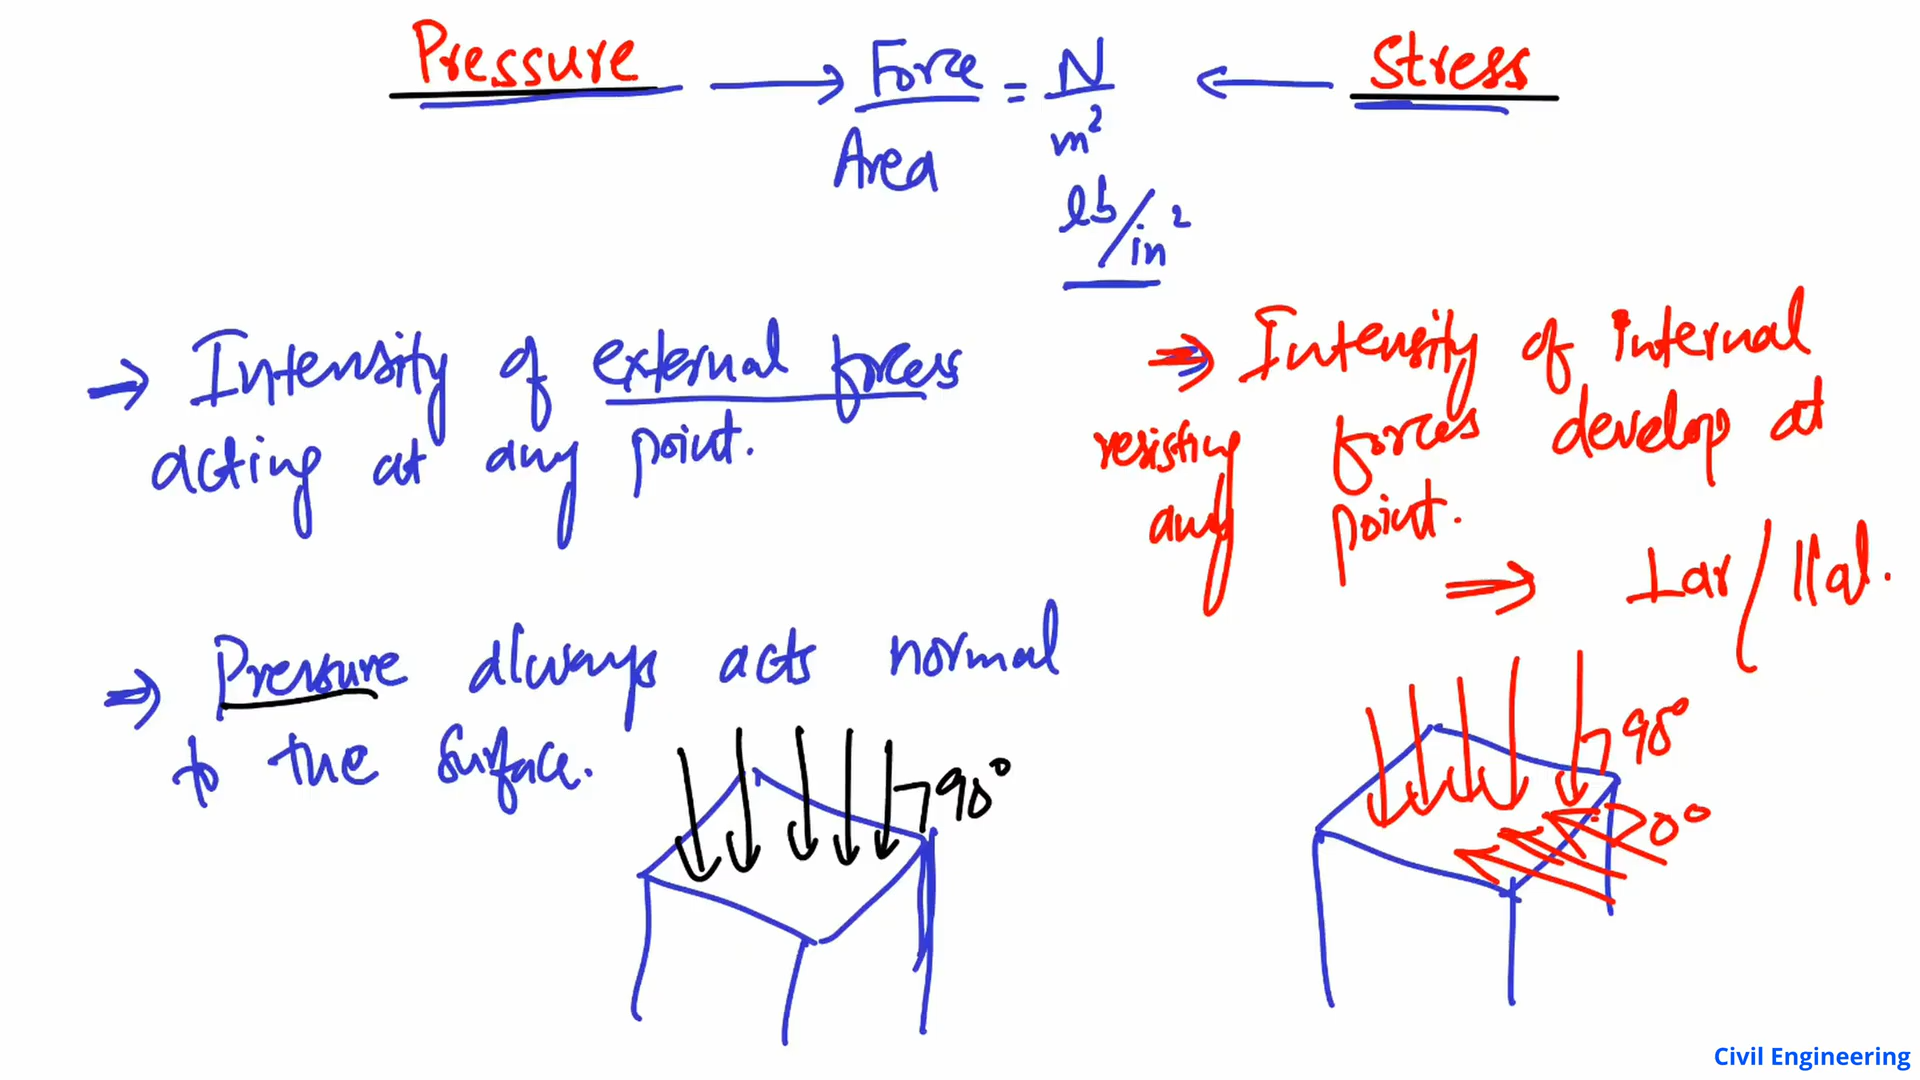 Pressure → Force = N ← Stress
Area m²
lb/in²
→ Intensity of external forces
acting at any point.
⇒ Intensity of internal
resisting forces develop at
any point.
⇒ ⊥ar / ||al.
⇒ Pressure always acts normal
to the surface.
90°
90°
0°
Civil Engineering